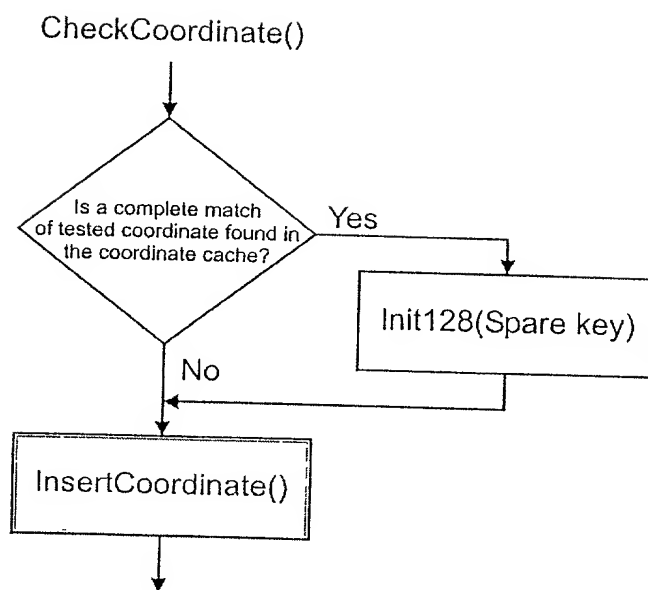 CheckCoordinate()
Is a complete match
of tested coordinate found in
the coordinate cache?
Yes
Init128(Spare key)
No
InsertCoordinate()